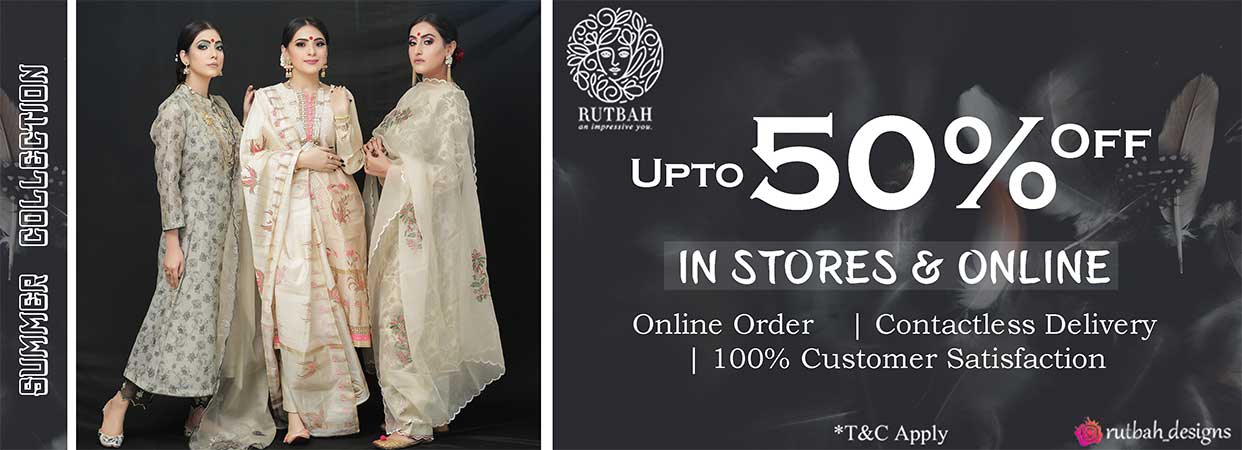 SUMMER COLLECTION
RUTBAH
an impressive you.
UPTO 50% OFF
IN STORES & ONLINE
Online Order | Contactless Delivery
| 100% Customer Satisfaction
*T&C Apply
rutbah_designs